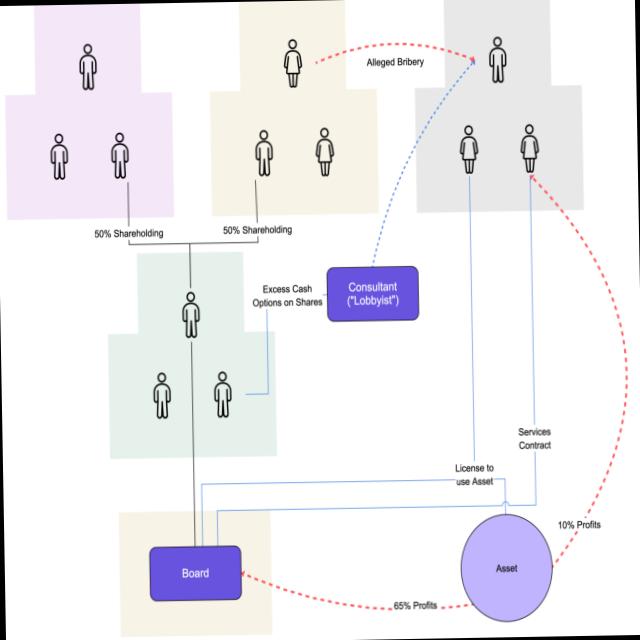 Alleged Bribery
50% Shareholding
50% Shareholding
Excess Cash
Options on Shares
Consultant
("Lobbyist")
Services
Contract
License to
use Asset
10% Profits
Board
Asset
65% Profits